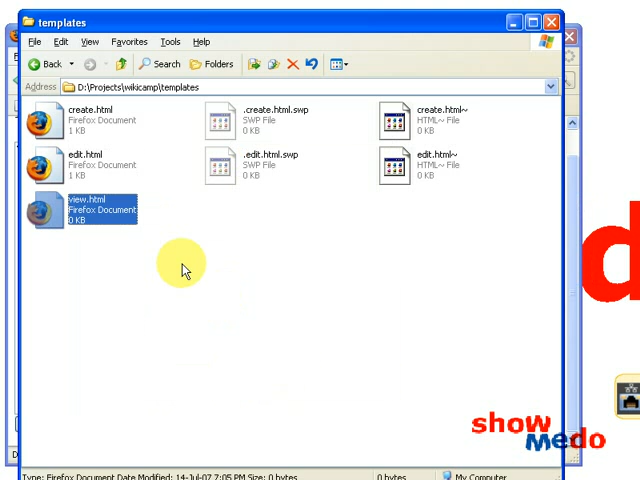 templates
File Edit View Favorites Tools Help
Back Search Folders
Address D:\Projects\wikicamp\templates
create.html
Firefox Document
1 KB
.create.html.swp
SWP File
0 KB
create.html~
HTML~ File
0 KB
edit.html
Firefox Document
1 KB
.edit.html.swp
SWP File
0 KB
edit.html~
HTML~ File
0 KB
view.html
Firefox Document
0 KB
d
show
medo
Type: Firefox Document Date Modified: 14-Jul-07 7:05 PM Size: 0 bytes 0 bytes My Computer